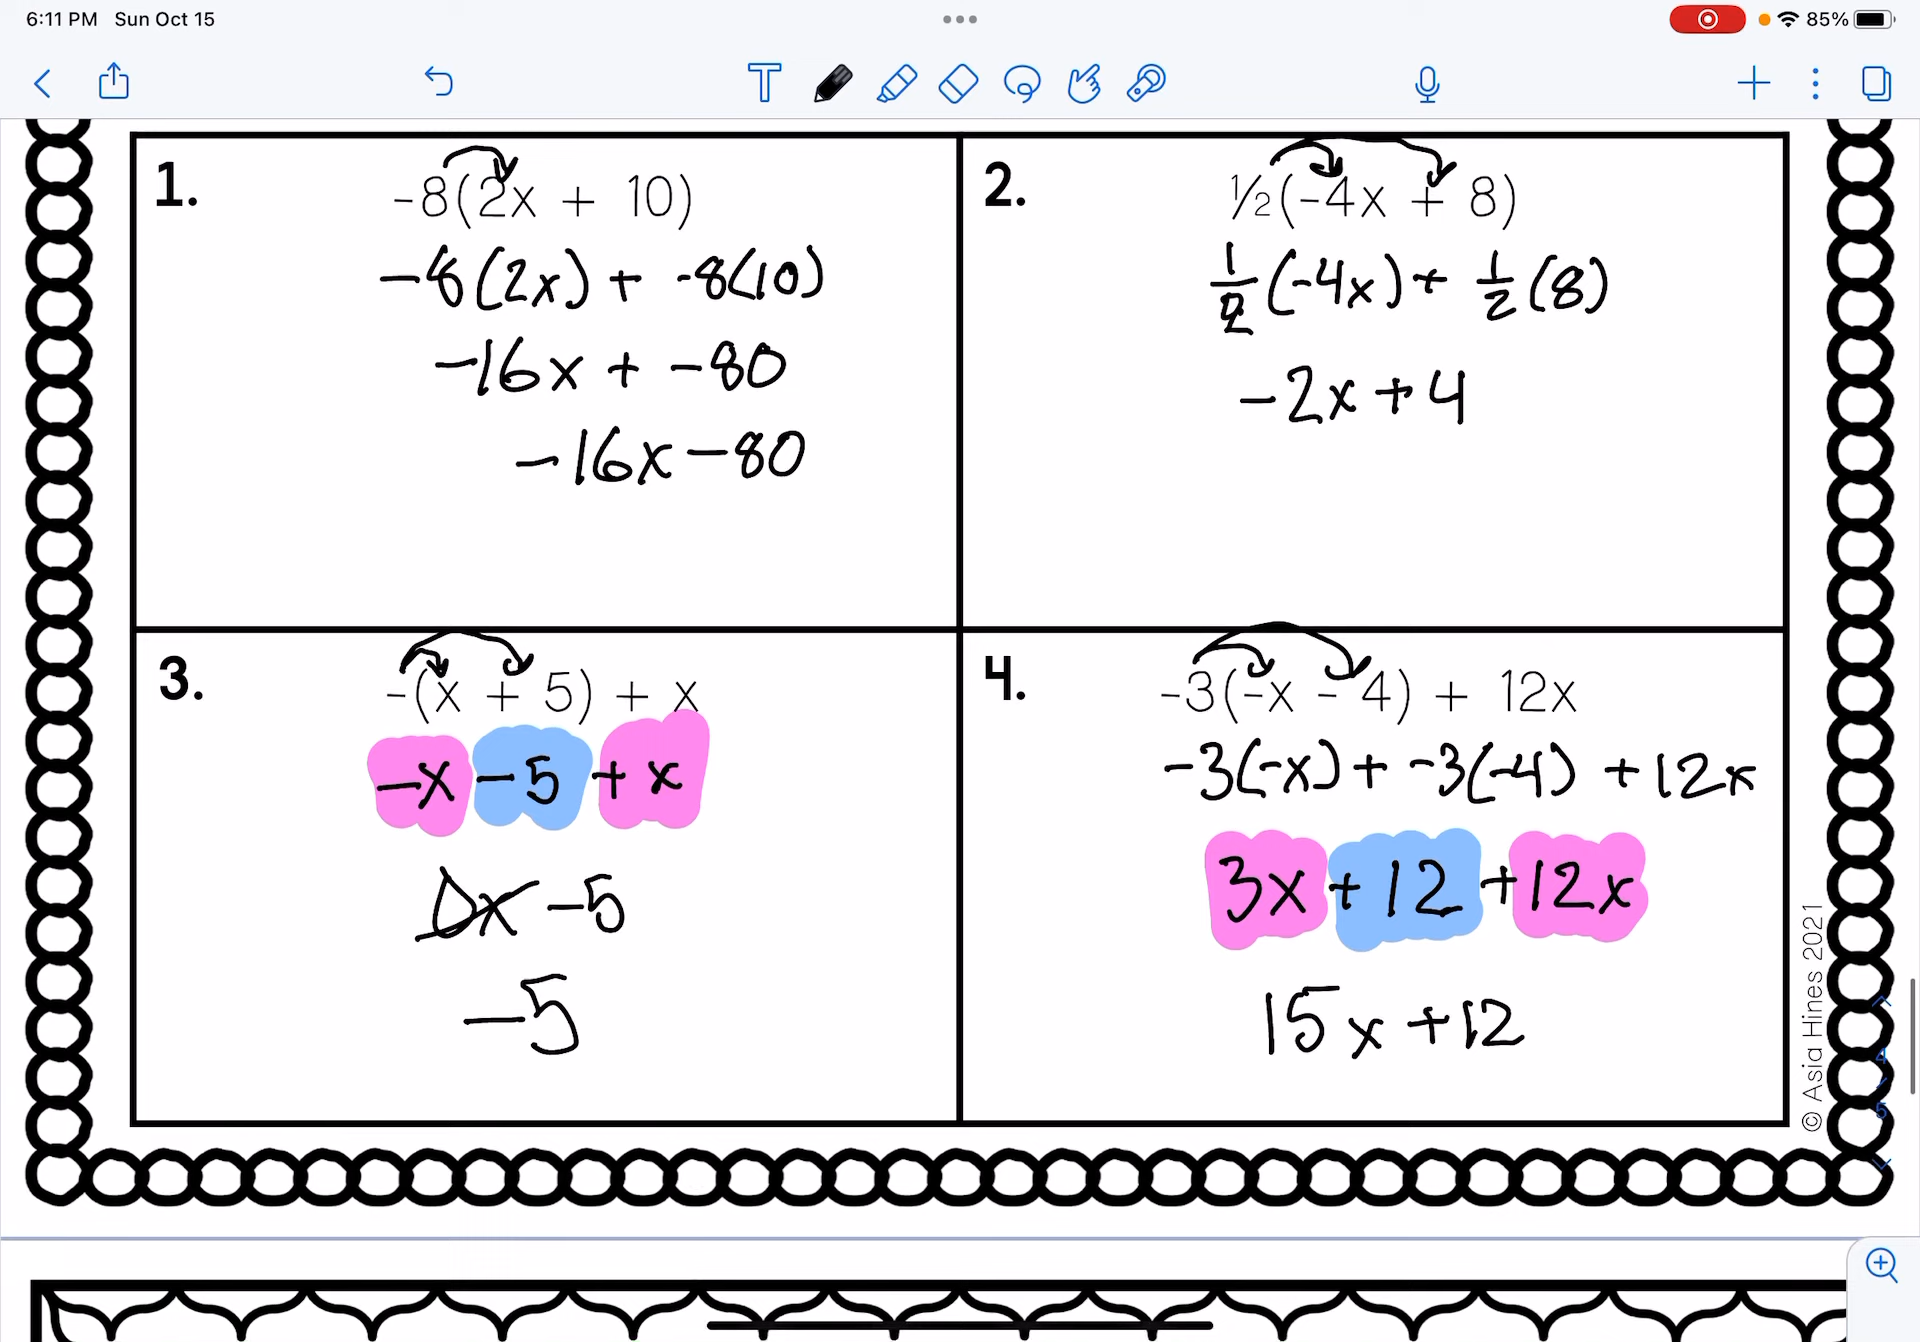 6:11 PM Sun Oct 15
85%
T
1.
-8(2x + 10)
-8(2x) + -8(10)
-16x + -80
-16x-80
2.
½(-4x + 8)
1/2(-4x) + 1/2(8)
-2x + 4
3.
-(x + 5) + x
-x -5 + x
0x -5
-5
4.
-3(-x - 4) + 12x
-3(-x) + -3(-4) + 12x
3x + 12 + 12x
15x + 12
© Asia Hines 2021
4
/
5